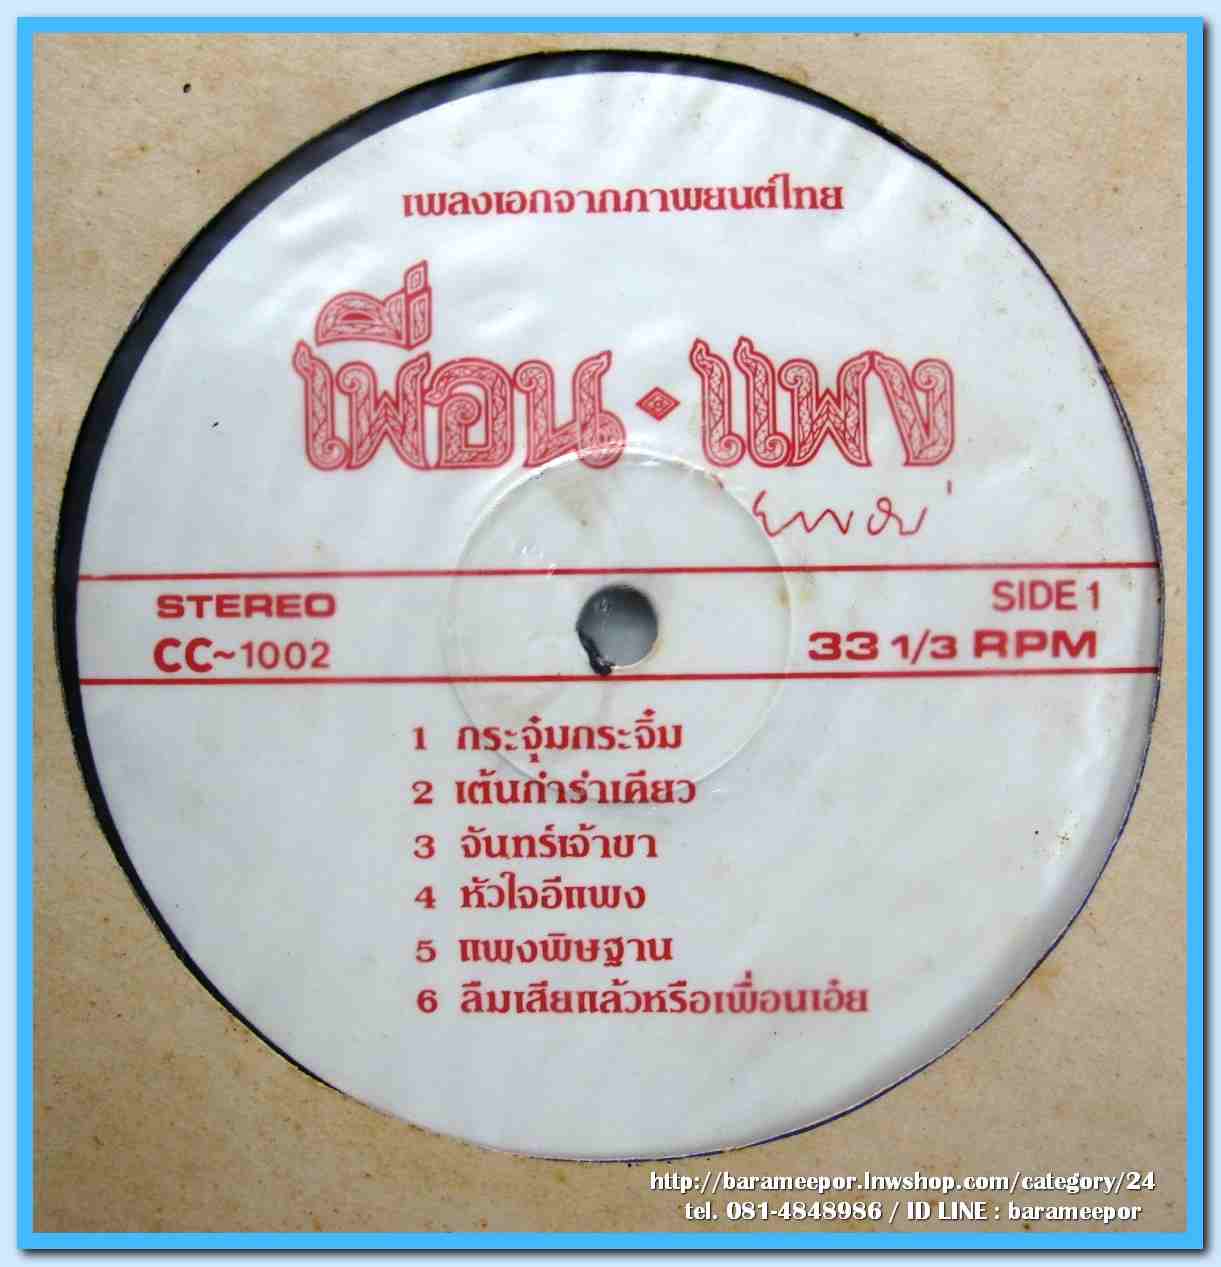 เพลงเอกจากภาพยนต์ไทย
เพื่อน · แพง
STEREO
SIDE 1
CC~1002
33 1/3 RPM
1 กระจุ๋มกระจิ๋ม
2 เต้นกำรำเคียว
3 จันทร์เจ้าขา
4 หัวใจอีแพง
5 แพงพิษฐาน
6 ลืมเสียแล้วหรือเพื่อนเอ๋ย
http://barameepor.lnwshop.com/category/24
tel. 081-4848986 / ID LINE : barameepor